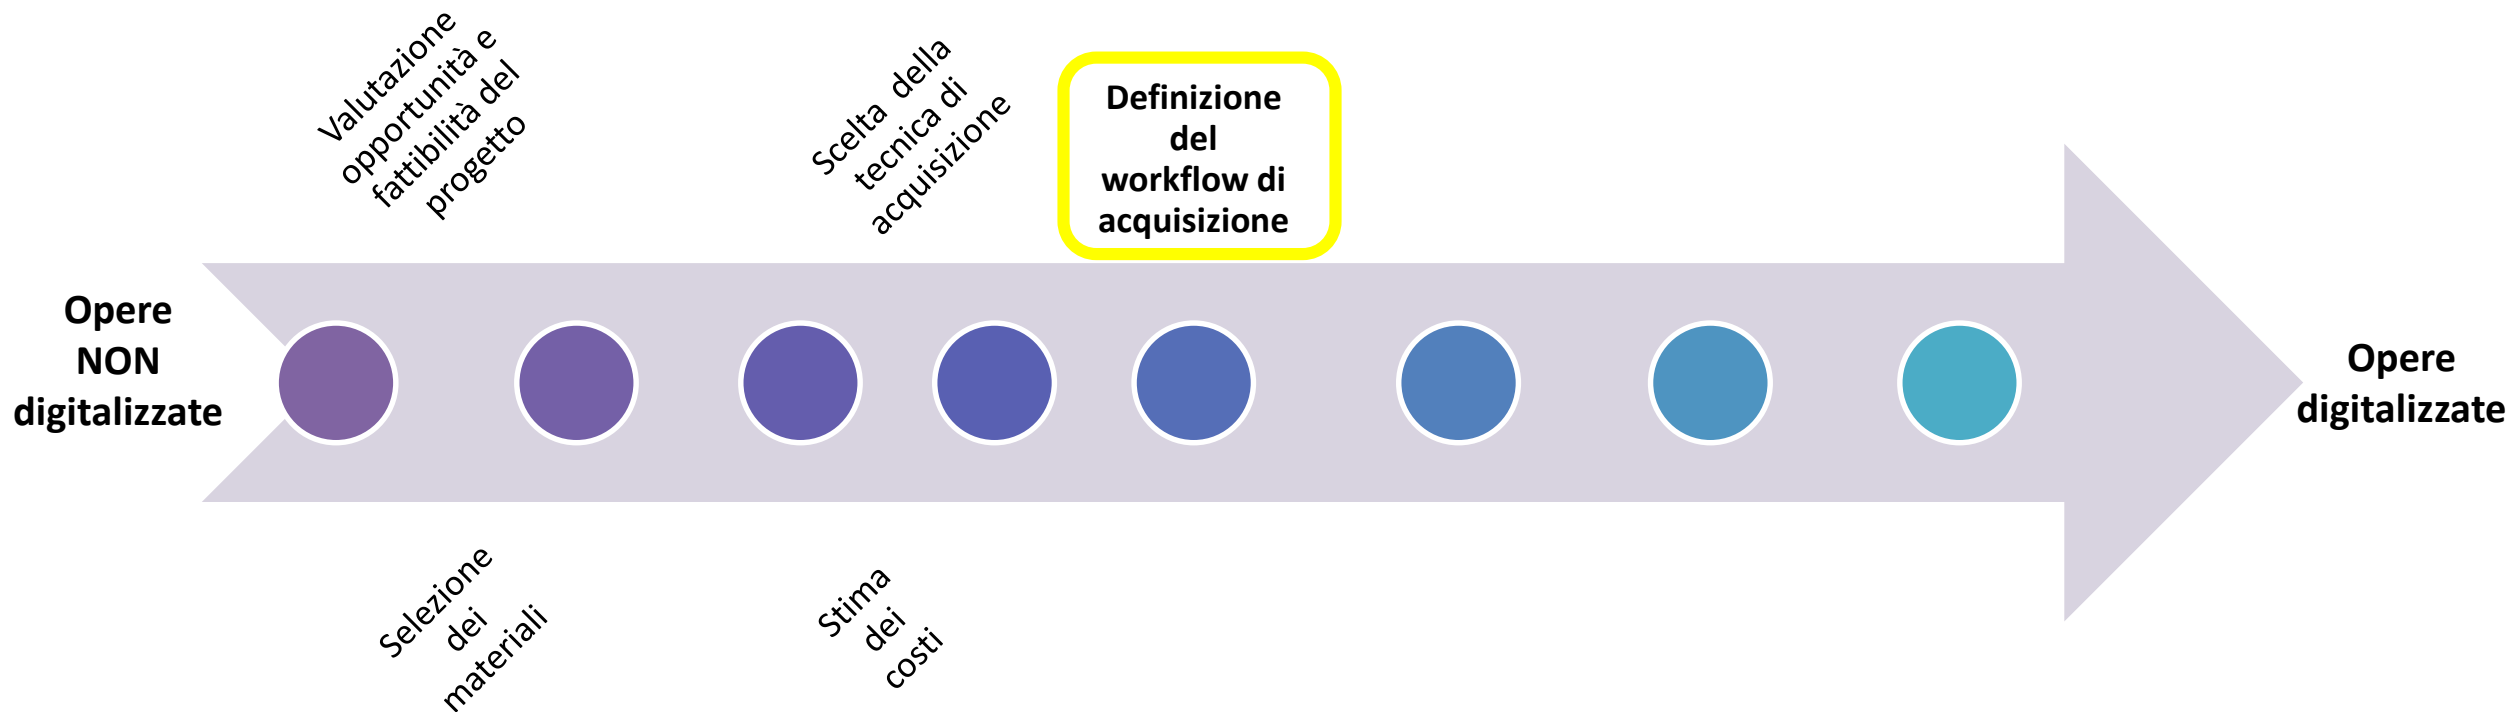 Opere
NON
digitalizzate
Valutazione
opportunità e
fattibilità del
progetto
Selezione
dei
materiali
Scelta della
tecnica di
acquisizione
Stima
dei
costi
Definizione
del
workflow di
acquisizione
Opere
digitalizzate